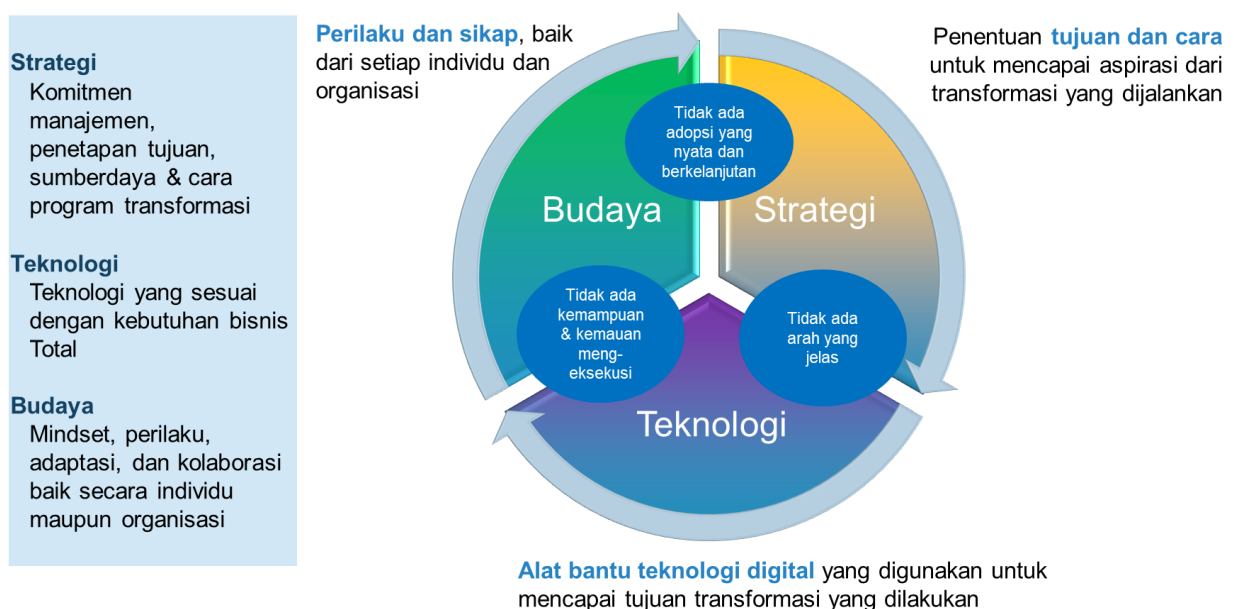 Strategi
Komitmen
manajemen,
penetapan tujuan,
sumberdaya & cara
program transformasi
Teknologi
Teknologi yang sesuai
dengan kebutuhan bisnis
Total
Budaya
Mindset, perilaku,
adaptasi, dan kolaborasi
baik secara individu
maupun organisasi
Perilaku dan sikap, baik
dari setiap individu dan
organisasi
Penentuan tujuan dan cara
untuk mencapai aspirasi dari
transformasi yang dijalankan
Tidak ada
adopsi yang
nyata dan
berkelanjutan
Budaya
Strategi
Tidak ada
kemampuan
& kemauan
meng-
eksekusi
Tidak ada
arah yang
jelas
Teknologi
Alat bantu teknologi digital yang digunakan untuk
mencapai tujuan transformasi yang dilakukan